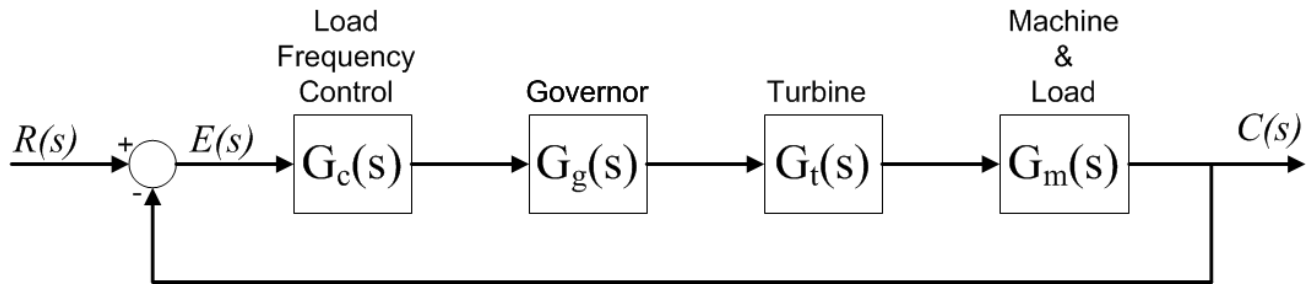 Load
Frequency
Control
Governor
Turbine
Machine
&
Load
R(s)
+
-
E(s)
G_c(s)
G_g(s)
G_t(s)
G_m(s)
C(s)